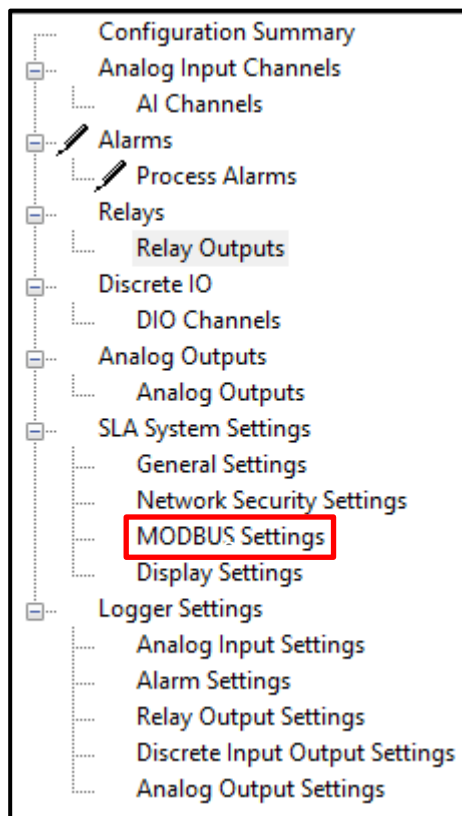 Configuration Summary
Analog Input Channels
AI Channels
Alarms
Process Alarms
Relays
Relay Outputs
Discrete IO
DIO Channels
Analog Outputs
Analog Outputs
SLA System Settings
General Settings
Network Security Settings
MODBUS Settings
Display Settings
Logger Settings
Analog Input Settings
Alarm Settings
Relay Output Settings
Discrete Input Output Settings
Analog Output Settings